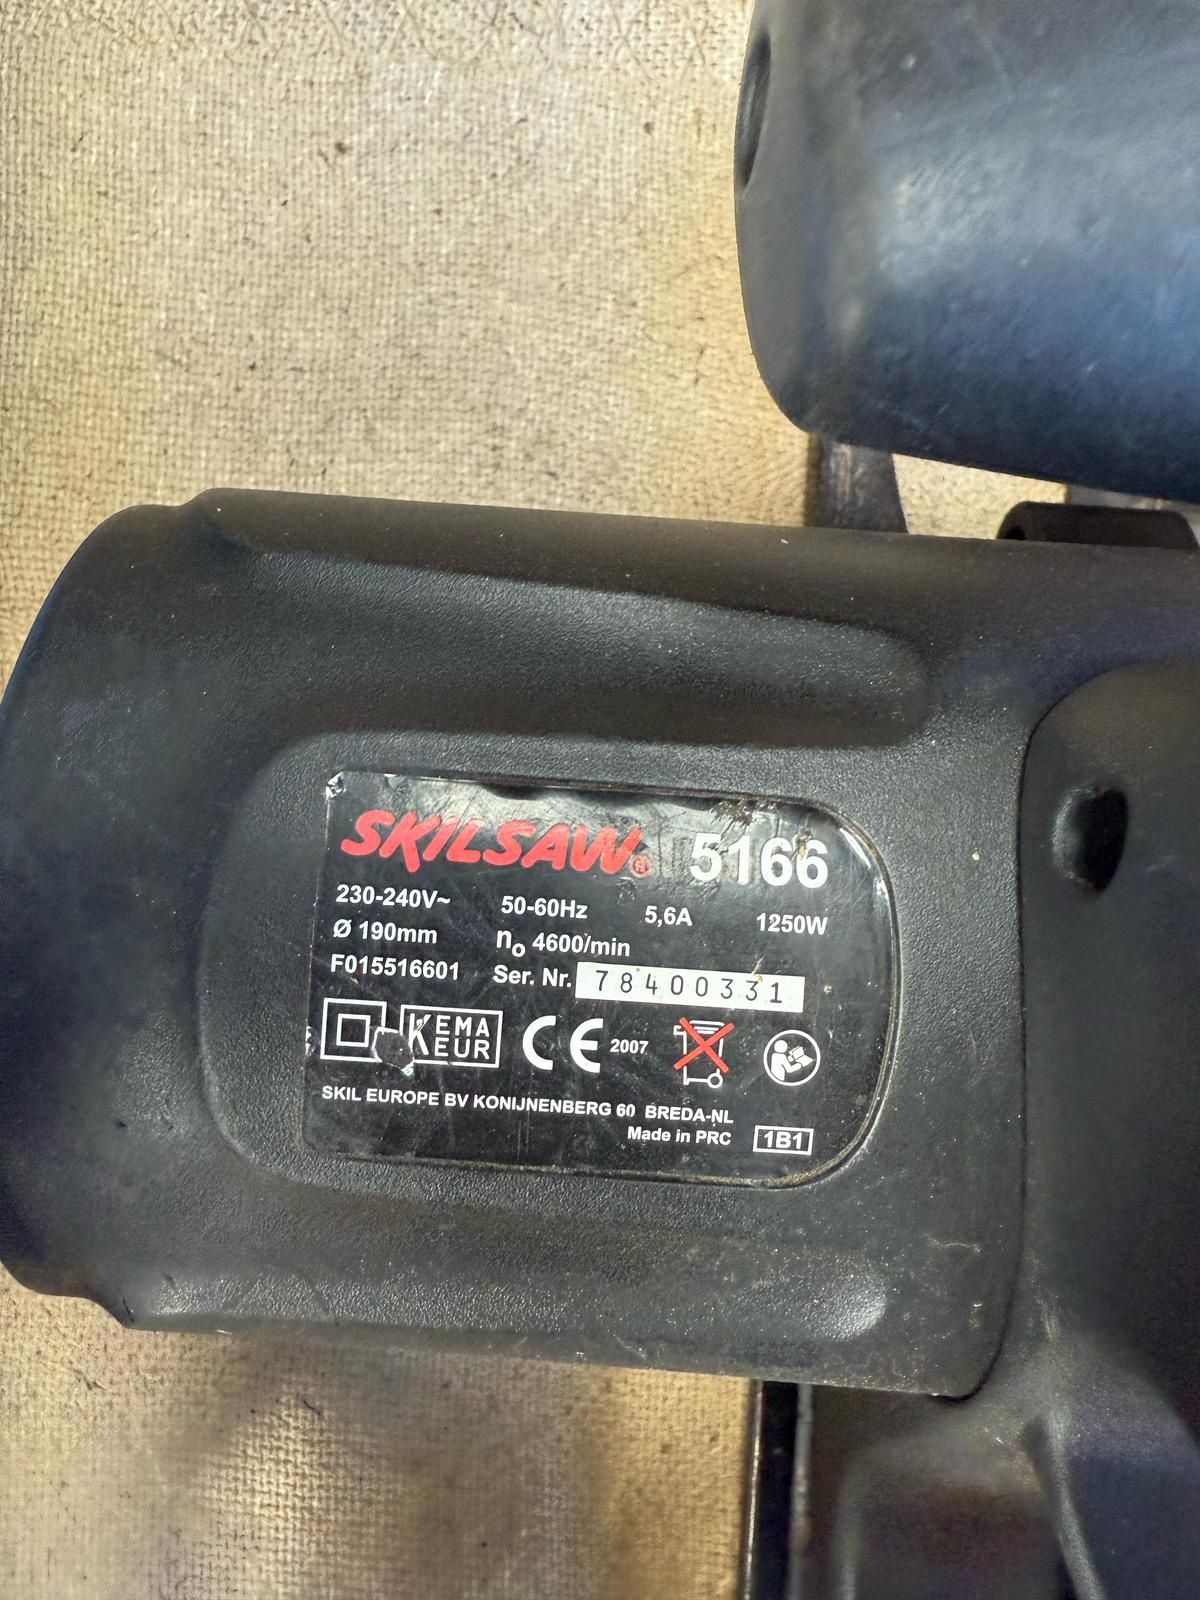 SKILSAW® 5166
230-240V~ 50-60Hz 5,6A 1250W
Ø 190mm n₀ 4600/min
F015516601 Ser. Nr. 78400331
KEMA
EUR CE 2007
SKIL EUROPE BV KONIJNENBERG 60 BREDA-NL
Made in PRC 1B1